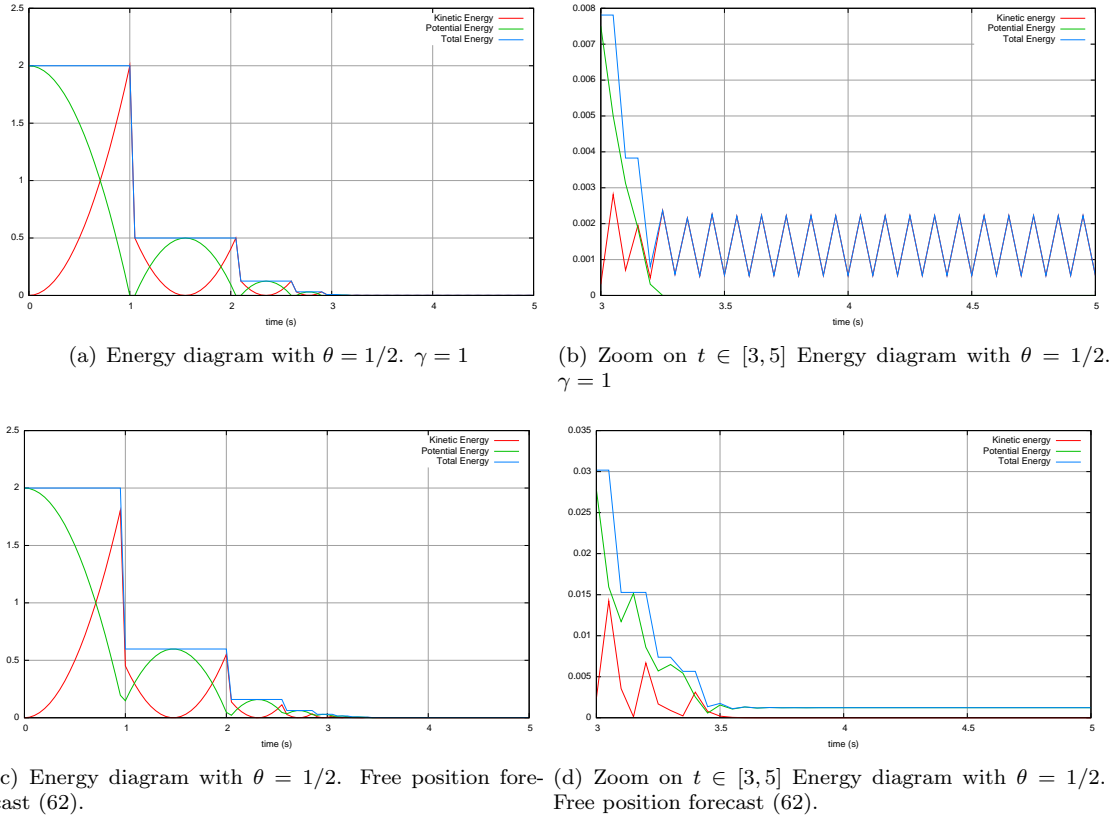 Kinetic Energy
Potential Energy
Total Energy
2.5
2
1.5
1
0.5
0
0 1 2 3 4 5
time (s)
(a) Energy diagram with θ = 1/2. γ = 1
Kinetic energy
Potential Energy
Total Energy
0.008
0.007
0.006
0.005
0.004
0.003
0.002
0.001
0
3 3.5 4 4.5 5
time (s)
(b) Zoom on t ∈ [3, 5] Energy diagram with θ = 1/2.
γ = 1
Kinetic Energy
Potential Energy
Total Energy
2.5
2
1.5
1
0.5
0
0 1 2 3 4 5
time (s)
c) Energy diagram with θ = 1/2. Free position fore-
cast (62).
Kinetic energy
Potential Energy
Total Energy
0.035
0.03
0.025
0.02
0.015
0.01
0.005
0
3 3.5 4 4.5 5
time (s)
(d) Zoom on t ∈ [3, 5] Energy diagram with θ = 1/2.
Free position forecast (62).